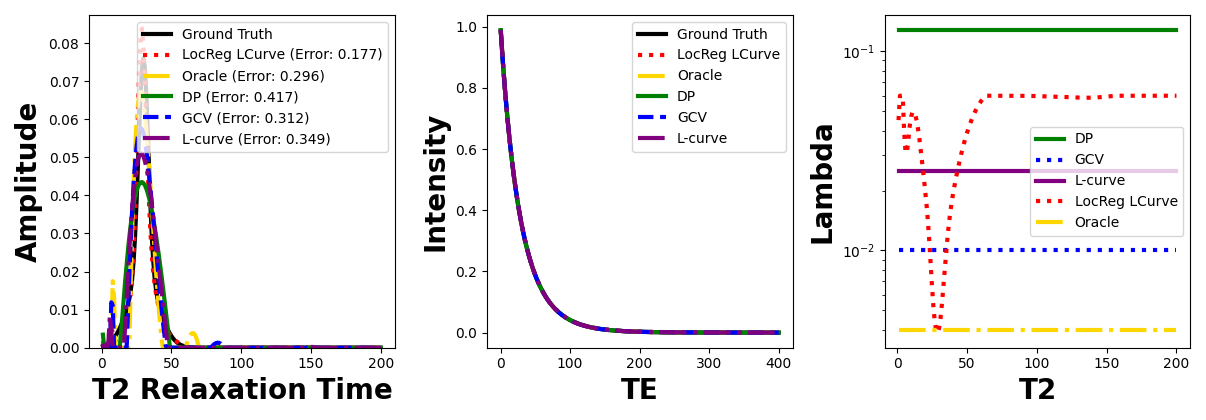 Amplitude
0.08
0.07
0.06
0.05
0.04
0.03
0.02
0.01
0.00
Ground Truth
LocReg LCurve (Error: 0.177)
Oracle (Error: 0.296)
DP (Error: 0.417)
GCV (Error: 0.312)
L-curve (Error: 0.349)
0 50 100 150 200
T2 Relaxation Time
Intensity
1.0
0.8
0.6
0.4
0.2
0.0
Ground Truth
LocReg LCurve
Oracle
DP
GCV
L-curve
0 100 200 300 400
TE
Lambda
10⁻¹
10⁻²
DP
GCV
L-curve
LocReg LCurve
Oracle
0 50 100 150 200
T2